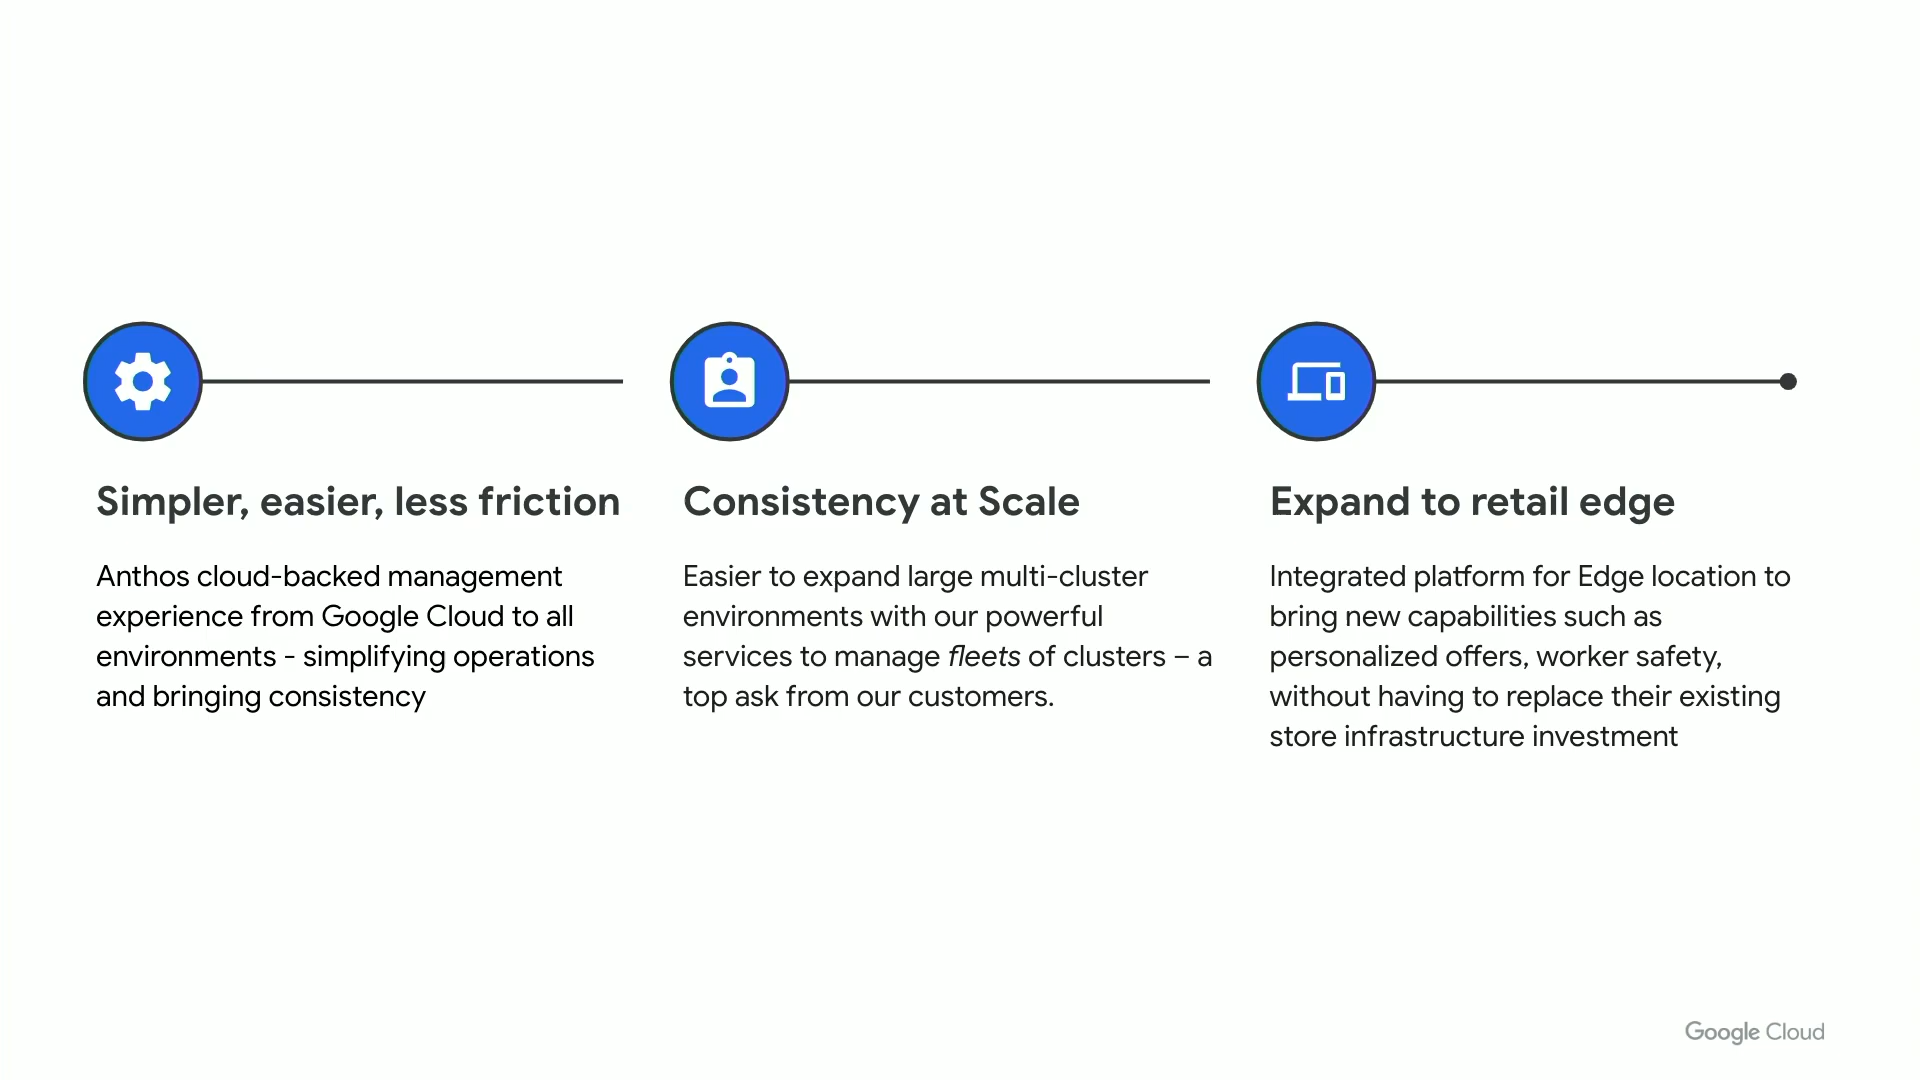 Simpler, easier, less friction
Anthos cloud-backed management
experience from Google Cloud to all
environments - simplifying operations
and bringing consistency
Consistency at Scale
Easier to expand large multi-cluster
environments with our powerful
services to manage fleets of clusters – a
top ask from our customers.
Expand to retail edge
Integrated platform for Edge location to
bring new capabilities such as
personalized offers, worker safety,
without having to replace their existing
store infrastructure investment
Google Cloud